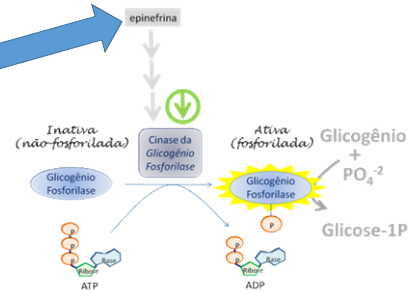 epinefrina
Inativa
(não-fosforilada)
Cinase da
Glicogênio
Fosforilase
Ativa
(fosforilada)
Glicogênio
+
PO₄⁻²
Glicogênio
Fosforilase
Glicogênio
Fosforilase
P
Glicose-1P
P
P
P
Ribose
Base
ATP
P
P
Ribose
Base
ADP